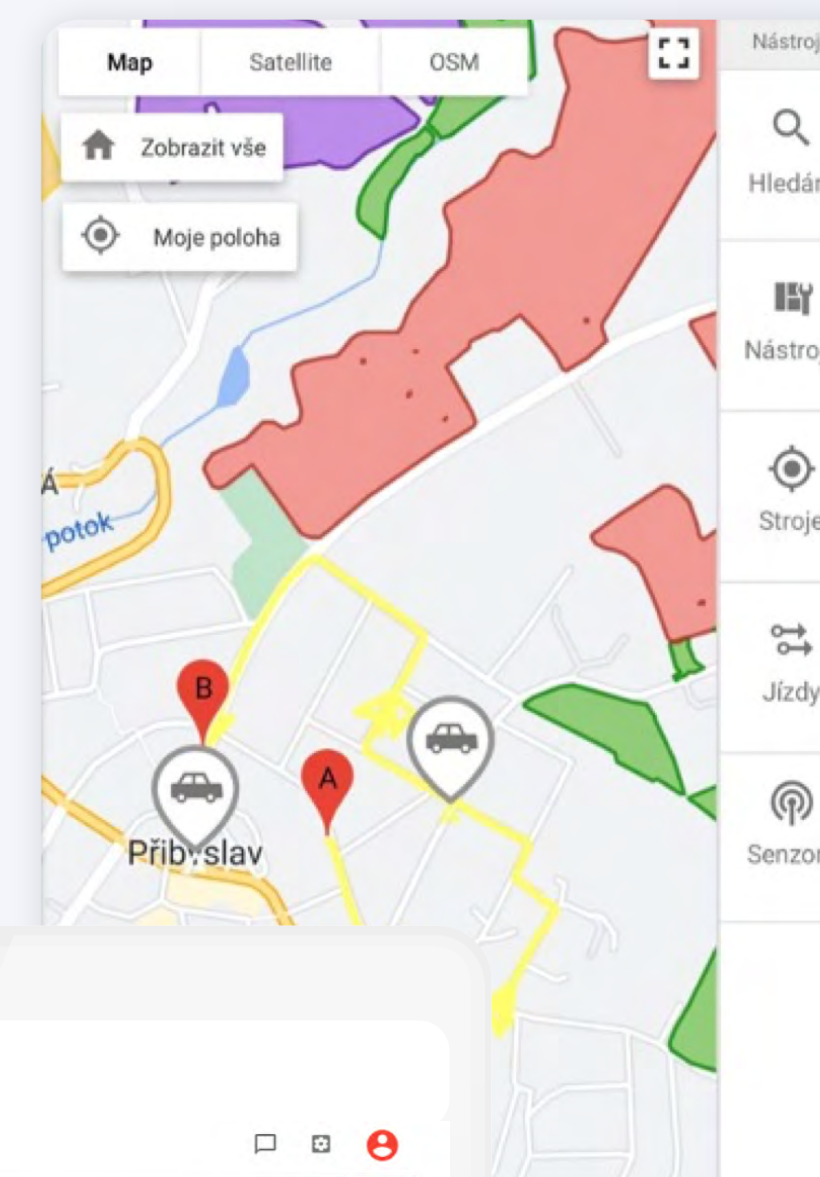 Map
Satellite
OSM
Zobrazit vše
Moje poloha
Á
potok
B
A
Přibyslav
Nástroj
Hledán
Nástroj
Stroje
Jízdy
Senzor